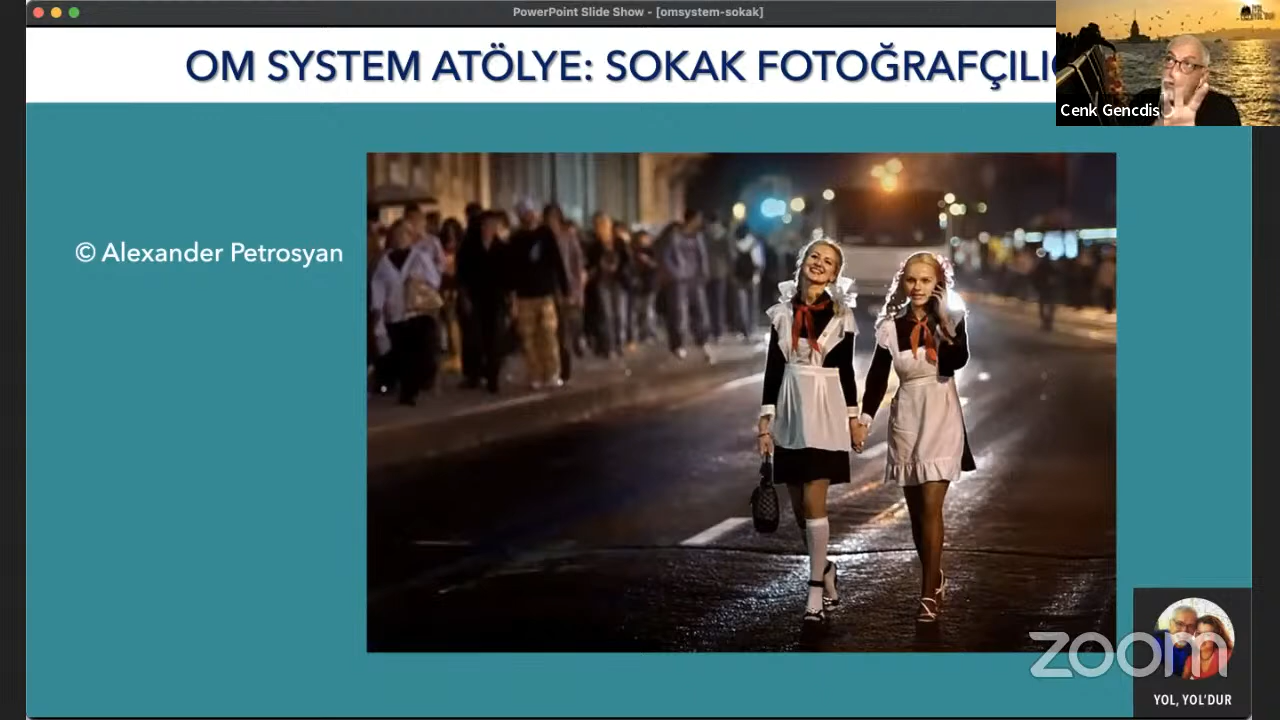 PowerPoint Slide Show - [omsystem-sokak]
OM SYSTEM ATÖLYE: SOKAK FOTOĞRAFÇILI
Cenk Gencdis
© Alexander Petrosyan
zoom
YOL, YOL'DUR